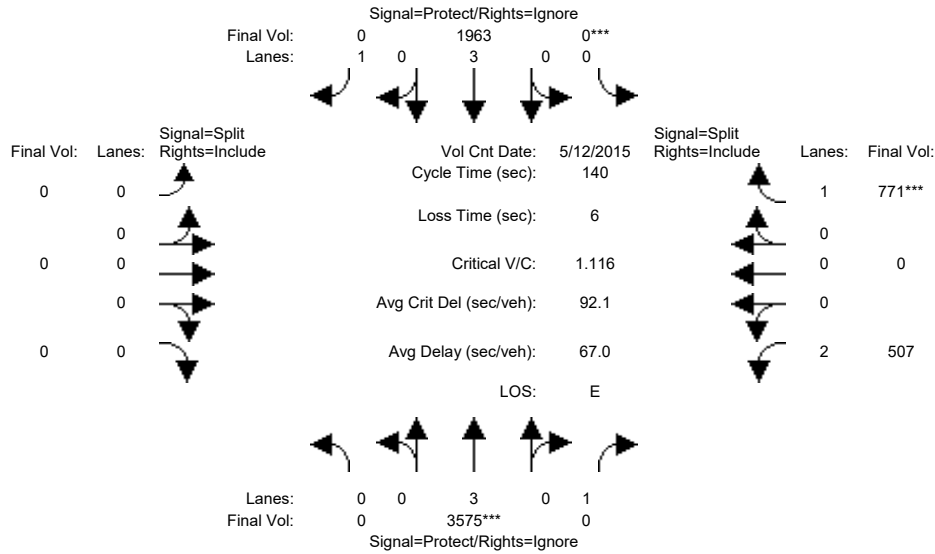 Signal=Protect/Rights=Ignore
Final Vol: 0 1963 0***
Lanes: 1 0 3 0 0
Signal=Split Signal=Split
Final Vol: Lanes: Rights=Include Vol Cnt Date: 5/12/2015 Rights=Include Lanes: Final Vol:
Cycle Time (sec): 140
0 0 1 771***
Loss Time (sec): 6
0 0
0 0 Critical V/C: 1.116 0 0
0 Avg Crit Del (sec/veh): 92.1 0
0 0 Avg Delay (sec/veh): 67.0 2 507
LOS: E
Lanes: 0 0 3 0 1
Final Vol: 0 3575*** 0
Signal=Protect/Rights=Ignore